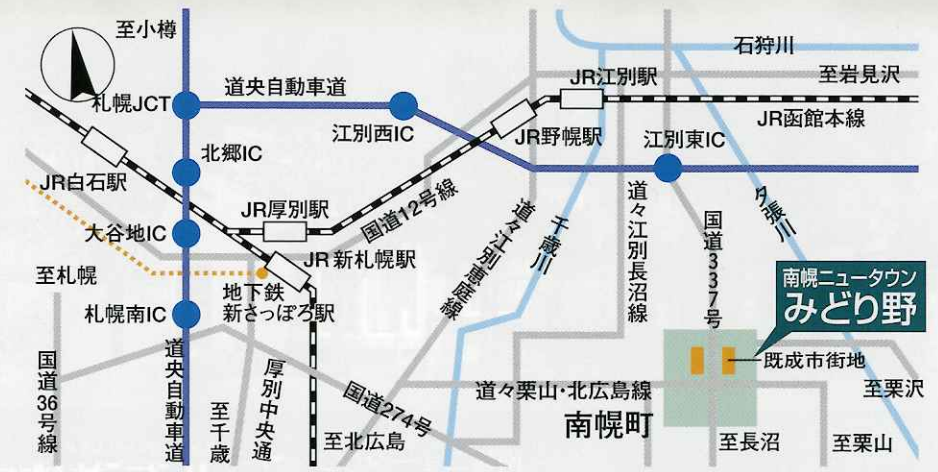 至小樽
石狩川
JR江別駅
至岩見沢
札幌JCT
道央自動車道
JR函館本線
江別西IC
JR野幌駅
江別東IC
北郷IC
JR白石駅
JR厚別駅
国道12号線
道々江別恵庭線
千歳川
道々江別長沼線
国道337号
夕張川
大谷地IC
JR新札幌駅
至札幌
地下鉄
新さっぽろ駅
南幌ニュータウン
みどり野
札幌南IC
既成市街地
国道36号線
道央自動車道
至千歳
厚別中央通
国道274号
道々栗山・北広島線
至栗沢
南幌町
至北広島
至長沼
至栗山